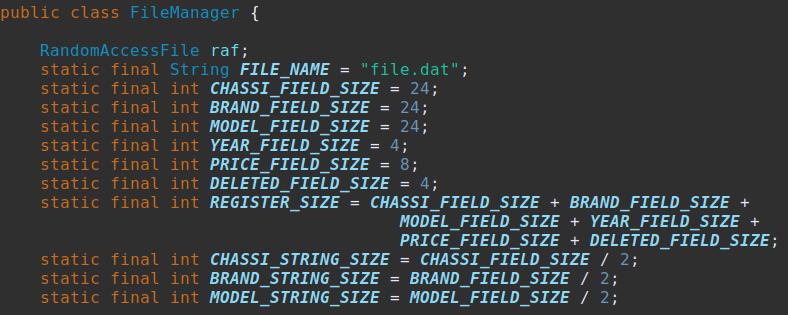 public class FileManager {
RandomAccessFile raf;
static final String FILE_NAME = "file.dat";
static final int CHASSI_FIELD_SIZE = 24;
static final int BRAND_FIELD_SIZE = 24;
static final int MODEL_FIELD_SIZE = 24;
static final int YEAR_FIELD_SIZE = 4;
static final int PRICE_FIELD_SIZE = 8;
static final int DELETED_FIELD_SIZE = 4;
static final int REGISTER_SIZE = CHASSI_FIELD_SIZE + BRAND_FIELD_SIZE +
MODEL_FIELD_SIZE + YEAR_FIELD_SIZE +
PRICE_FIELD_SIZE + DELETED_FIELD_SIZE;
static final int CHASSI_STRING_SIZE = CHASSI_FIELD_SIZE / 2;
static final int BRAND_STRING_SIZE = BRAND_FIELD_SIZE / 2;
static final int MODEL_STRING_SIZE = MODEL_FIELD_SIZE / 2;